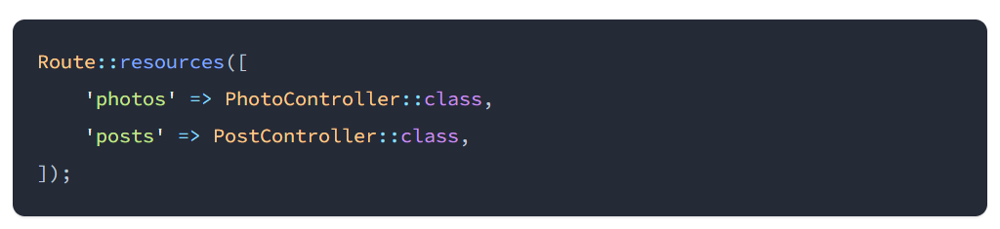 Route::resources([
    'photos' => PhotoController::class,
    'posts' => PostController::class,
]);